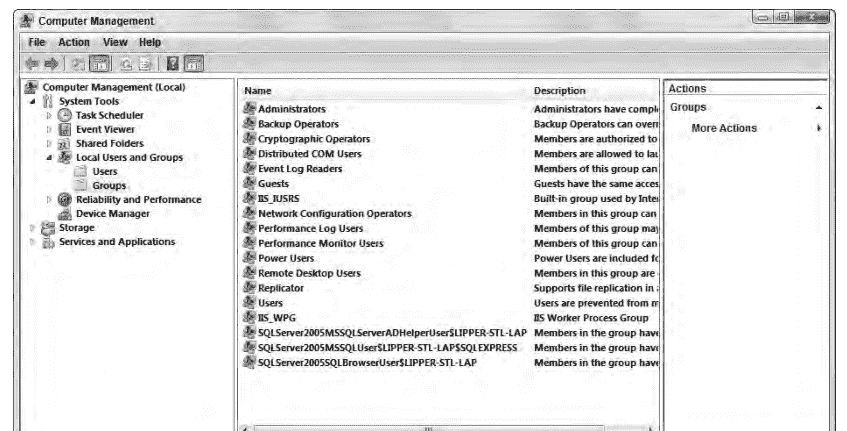 Computer Management
File Action View Help
Computer Management (Local)
System Tools
Task Scheduler
Event Viewer
Shared Folders
Local Users and Groups
Users
Groups
Reliability and Performance
Device Manager
Storage
Services and Applications
Name Description
Administrators Administrators have compl
Backup Operators Backup Operators can overr
Cryptographic Operators Members are authorized to
Distributed COM Users Members are allowed to lau
Event Log Readers Members of this group can
Guests Guests have the same acces
IIS_IUSRS Built-in group used by Inter
Network Configuration Operators Members in this group can
Performance Log Users Members of this group may
Performance Monitor Users Members of this group can
Power Users Power Users are included fo
Remote Desktop Users Members in this group are
Replicator Supports file replication in
Users Users are prevented from m
IIS_WPG IIS Worker Process Group
SQLServer2005MSSQLServerADHelperUser$LIPPER-STL-LAP Members in the group have
SQLServer2005MSSQLUser$LIPPER-STL-LAP$SQLEXPRESS Members in the group have
SQLServer2005SQLBrowserUser$LIPPER-STL-LAP Members in the group have
Actions
Groups
More Actions